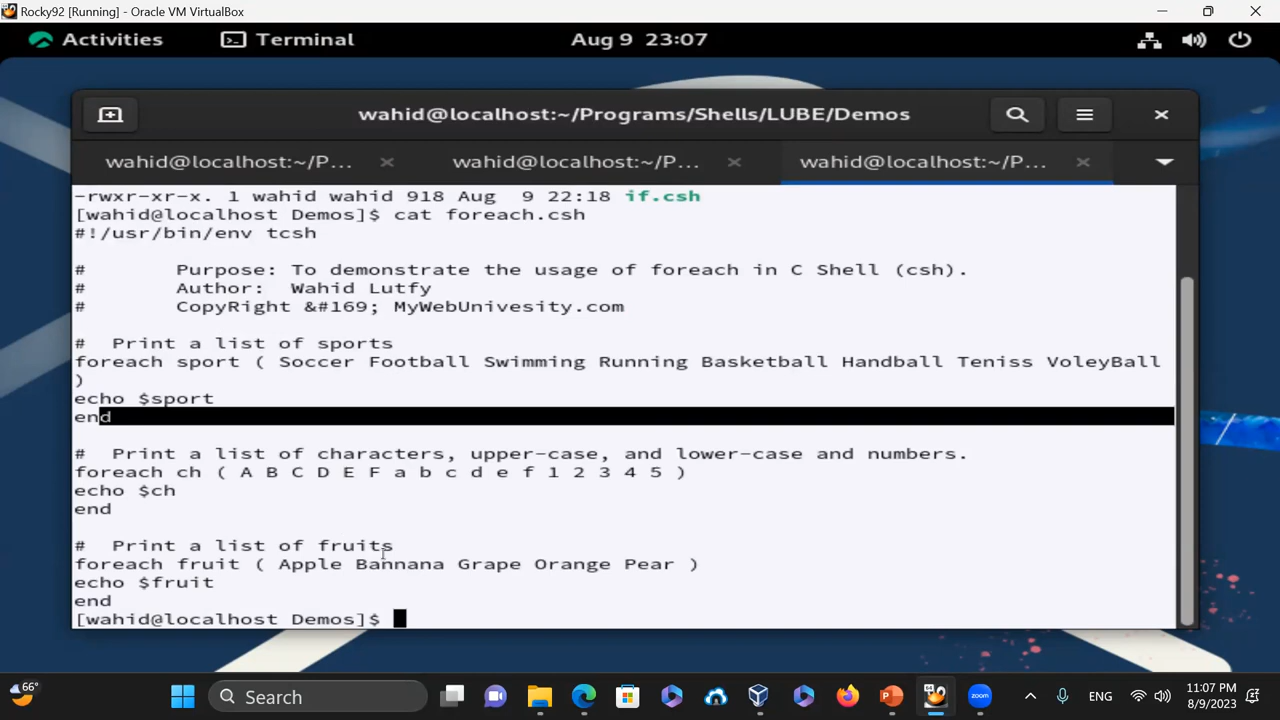 Rocky92 [Running] - Oracle VM VirtualBox
Activities Terminal Aug 9 23:07
wahid@localhost:~/Programs/Shells/LUBE/Demos
wahid@localhost:~/P... wahid@localhost:~/P... wahid@localhost:~/P...
-rwxr-xr-x. 1 wahid wahid 918 Aug  9 22:18 if.csh
[wahid@localhost Demos]$ cat foreach.csh
#!/usr/bin/env tcsh
#       Purpose: To demonstrate the usage of foreach in C Shell (csh).
#       Author:  Wahid Lutfy
#       CopyRight &#169; MyWebUnivesity.com
#  Print a list of sports
foreach sport ( Soccer Football Swimming Running Basketball Handball Teniss VoleyBall
)
echo $sport
end
#  Print a list of characters, upper-case, and lower-case and numbers.
foreach ch ( A B C D E F a b c d e f 1 2 3 4 5 )
echo $ch
end
#  Print a list of fruits
foreach fruit ( Apple Bannana Grape Orange Pear )
echo $fruit
end
[wahid@localhost Demos]$
66°
Search
zoom
ENG
11:07 PM
8/9/2023